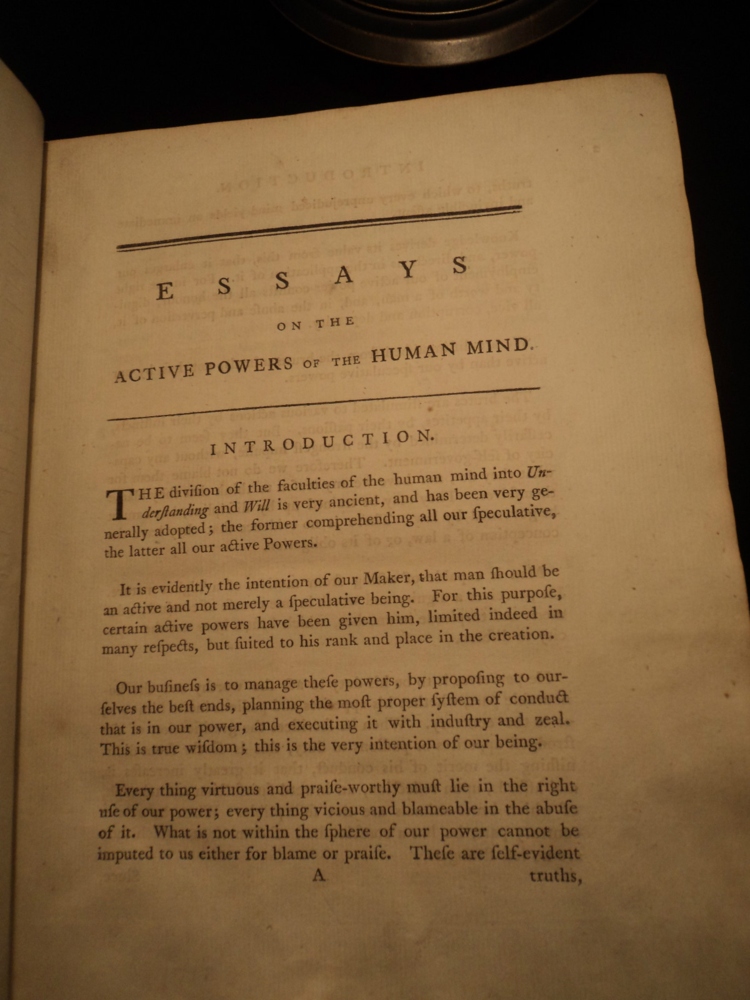 ESSAYS
ON THE
ACTIVE POWERS OF THE HUMAN MIND.
INTRODUCTION.
THE diviſion of the faculties of the human mind into Un-
derſtanding and Will is very ancient, and has been very ge-
nerally adopted; the former comprehending all our ſpeculative,
the latter all our active Powers.
It is evidently the intention of our Maker, that man ſhould be
an active and not merely a ſpeculative being. For this purpoſe,
certain active powers have been given him, limited indeed in
many reſpects, but ſuited to his rank and place in the creation.
Our buſineſs is to manage theſe powers, by propoſing to our-
ſelves the beſt ends, planning the moſt proper ſyſtem of conduct
that is in our power, and executing it with induſtry and zeal.
This is true wiſdom; this is the very intention of our being.
Every thing virtuous and praiſe-worthy muſt lie in the right
uſe of our power; every thing vicious and blameable in the abuſe
of it. What is not within the ſphere of our power cannot be
imputed to us either for blame or praiſe. Theſe are ſelf-evident
A truths,